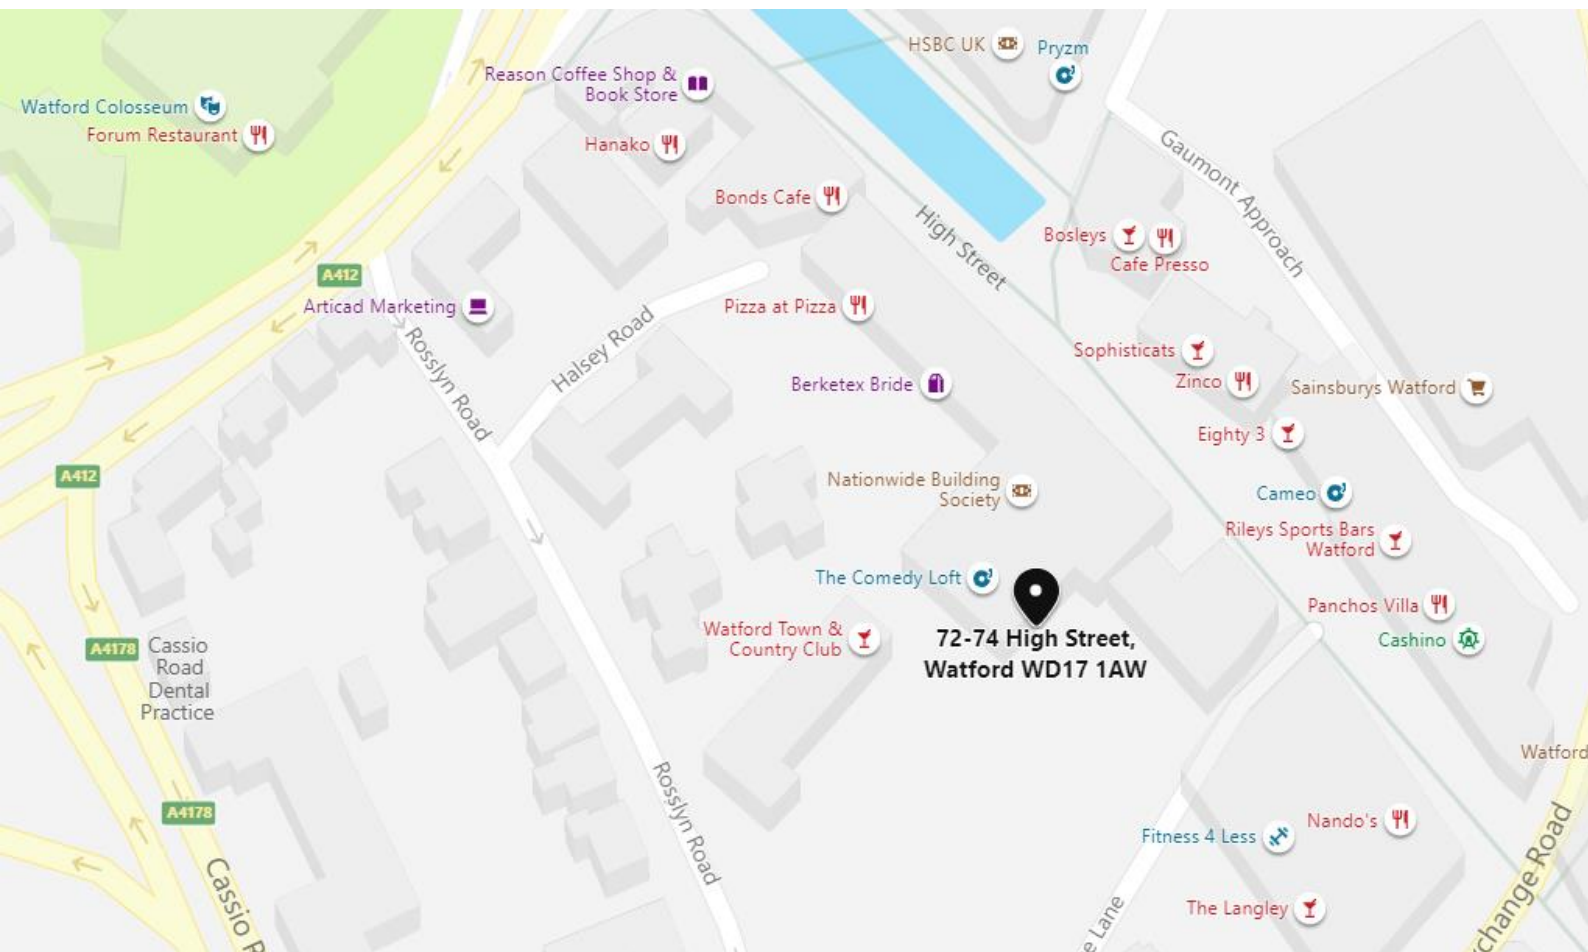 HSBC UK
Pryzm
Reason Coffee Shop &
Book Store
Watford Colosseum
Forum Restaurant
Hanako
Gaumont Approach
Bonds Cafe
High Street
Bosleys
Cafe Presso
A412
Articad Marketing
Pizza at Pizza
Rosslyn Road
Halsey Road
Sophisticats
Zinco
Berketex Bride
Sainsburys Watford
Eighty 3
A412
Nationwide Building
Society
Cameo
Rileys Sports Bars
Watford
The Comedy Loft
Panchos Villa
Watford Town &
Country Club
72-74 High Street,
Watford WD17 1AW
Cashino
A4178
Cassio
Road
Dental
Practice
Watford
Rosslyn Road
A4178
Nando's
Fitness 4 Less
Cassio R
The Langley
e Lane
xchange Road